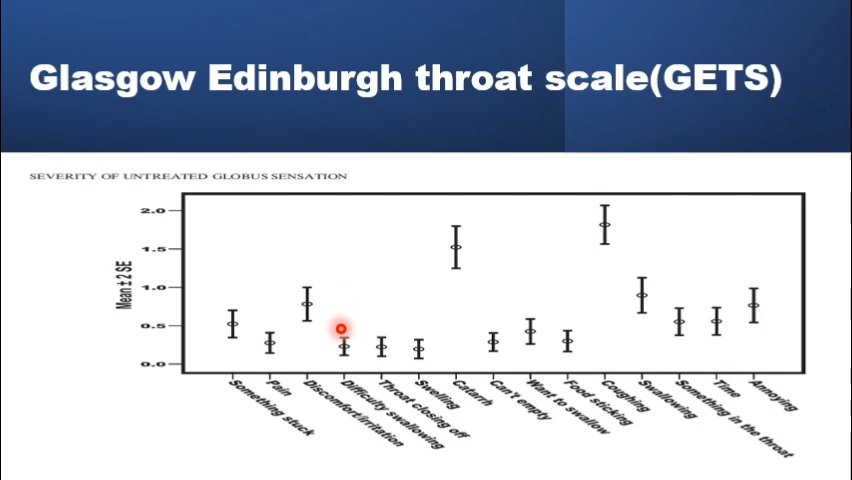 Glasgow Edinburgh throat scale(GETS)
SEVERITY OF UNTREATED GLOBUS SENSATION
Mean ± 2 SE
2.0
1.5
1.0
0.5
0.0
Something stuck
Pain
Discomfort/irritation
Difficulty swallowing
Throat closing off
Swelling
Catarrh
Can't empty
Want to swallow
Food sticking
Coughing
Swallowing
Something in the throat
Time
Annoying